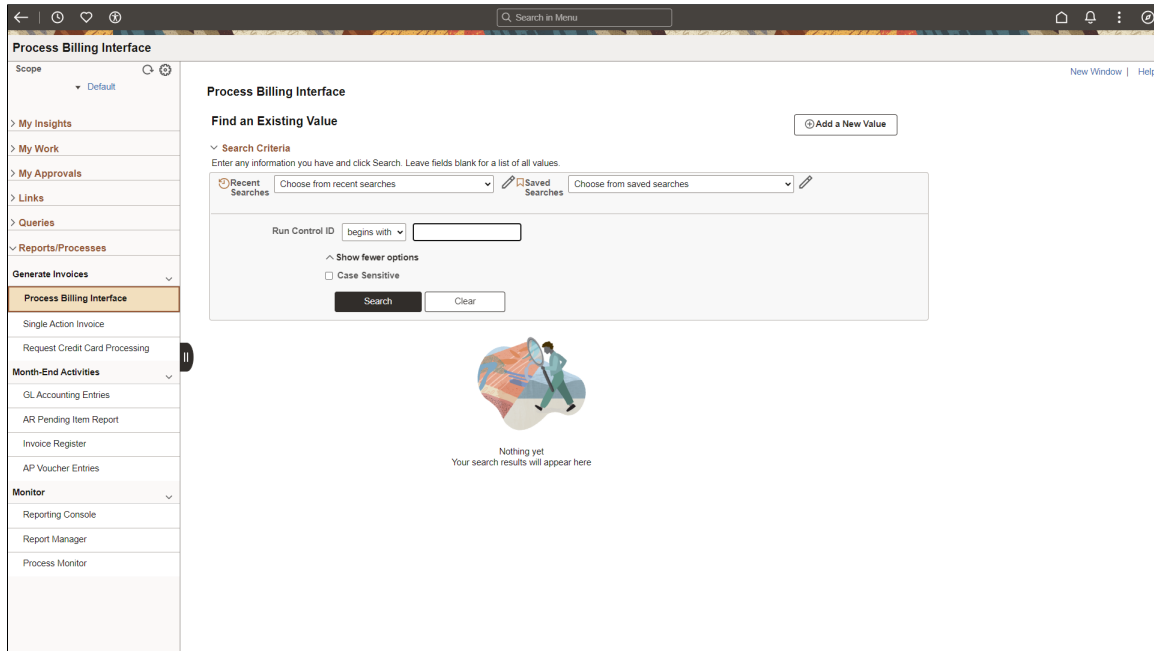 Search in Menu
Process Billing Interface
Scope
Default
My Insights
My Work
My Approvals
Links
Queries
Reports/Processes
Generate Invoices
Process Billing Interface
Single Action Invoice
Request Credit Card Processing
Month-End Activities
GL Accounting Entries
AR Pending Item Report
Invoice Register
AP Voucher Entries
Monitor
Reporting Console
Report Manager
Process Monitor
New Window | Help
Process Billing Interface
Find an Existing Value
Add a New Value
Search Criteria
Enter any information you have and click Search. Leave fields blank for a list of all values.
Recent Searches
Choose from recent searches
Saved Searches
Choose from saved searches
Run Control ID
begins with
Show fewer options
Case Sensitive
Search
Clear
Nothing yet
Your search results will appear here